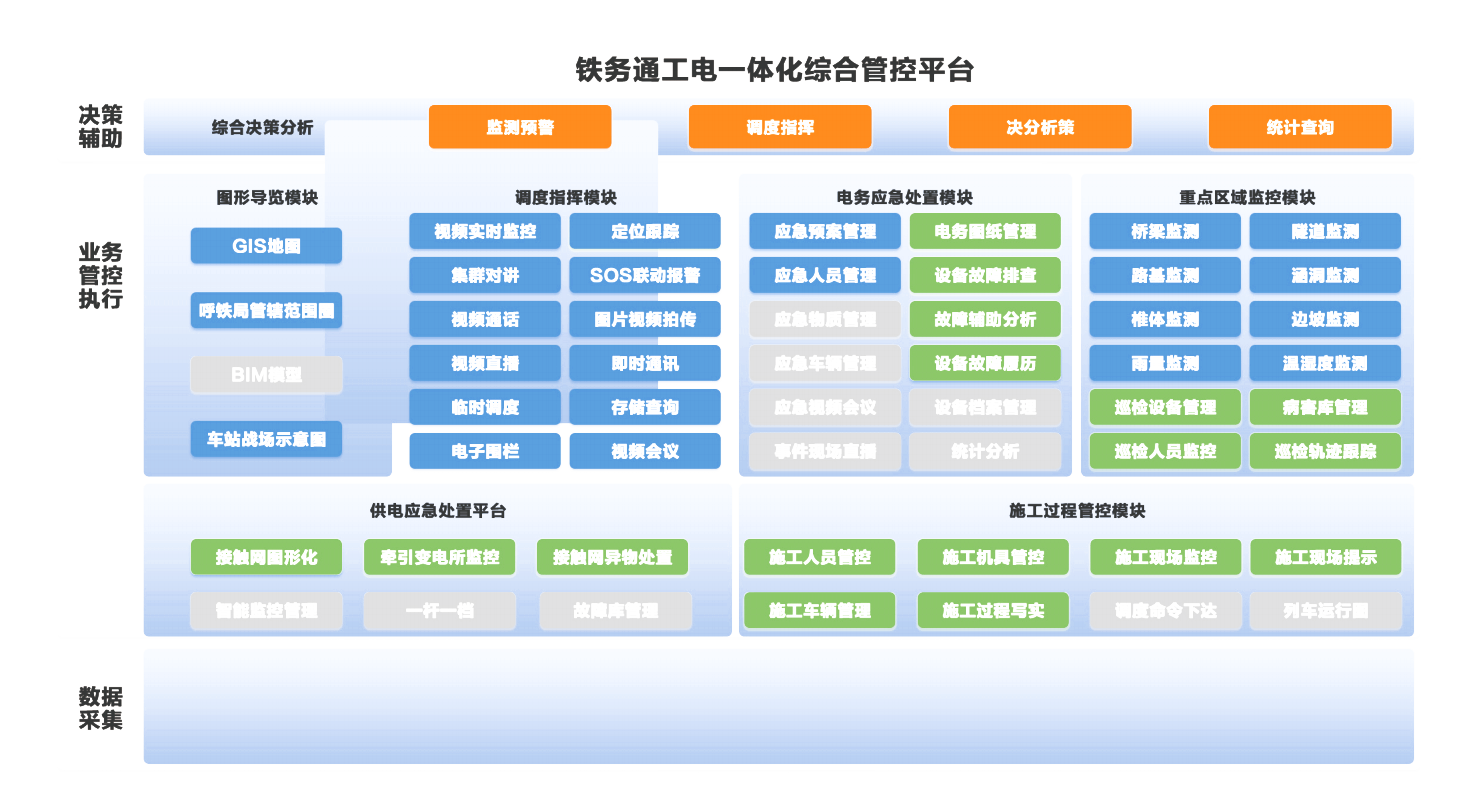 铁务通工电一体化综合管控平台
决策
辅助
综合决策分析
监测预警
调度指挥
决分析策
统计查询
业务
管控
执行
图形导览模块
GIS地图
呼铁局管辖范围图
BIM模型
车站战场示意图
调度指挥模块
视频实时监控
定位跟踪
集群对讲
SOS联动报警
视频通话
图片视频拍传
视频直播
即时通讯
临时调度
存储查询
电子围栏
视频会议
电务应急处置模块
应急预案管理
电务图纸管理
应急人员管理
设备故障排查
应急物质管理
故障辅助分析
应急车辆管理
设备故障履历
应急视频会议
设备档案管理
事件现场直播
统计分析
重点区域监控模块
桥梁监测
隧道监测
路基监测
涵洞监测
椎体监测
边坡监测
雨量监测
温湿度监测
巡检设备管理
病害库管理
巡检人员监控
巡检轨迹跟踪
供电应急处置平台
接触网图形化
牵引变电所监控
接触网异物处置
智能监控管理
一杆一档
故障库管理
施工过程管控模块
施工人员管控
施工机具管控
施工现场监控
施工现场提示
施工车辆管理
施工过程写实
调度命令下达
列车运行图
数据
采集